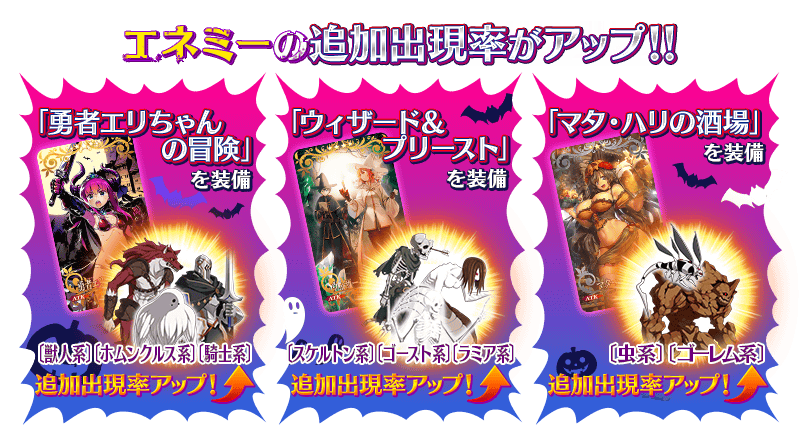 エネミーの追加出現率がアップ!!
「勇者エリちゃん
の冒険」
を装備
ATK
〔獣人系〕〔ホムンクルス系〕〔騎士系〕
追加出現率アップ!
「ウィザード&
プリースト」
を装備
ATK
〔スケルトン系〕〔ゴースト系〕〔ラミア系〕
追加出現率アップ!
「マタ・ハリの酒場」
を装備
ATK
〔虫系〕〔ゴーレム系〕
追加出現率アップ!